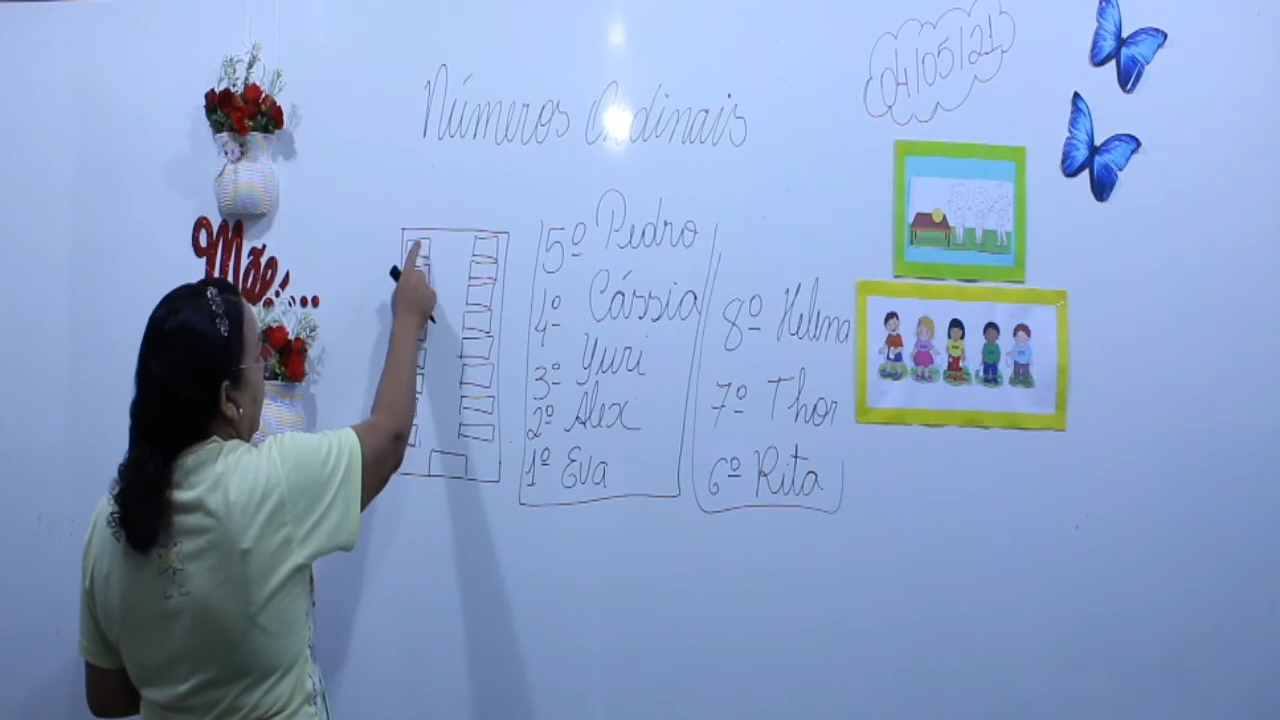 Números Ordinais
04/05/21
Mãe
5º Pedro
4º Cássia
3º Yuri
2º Alex
1º Eva
8º Helena
7º Thor
6º Rita